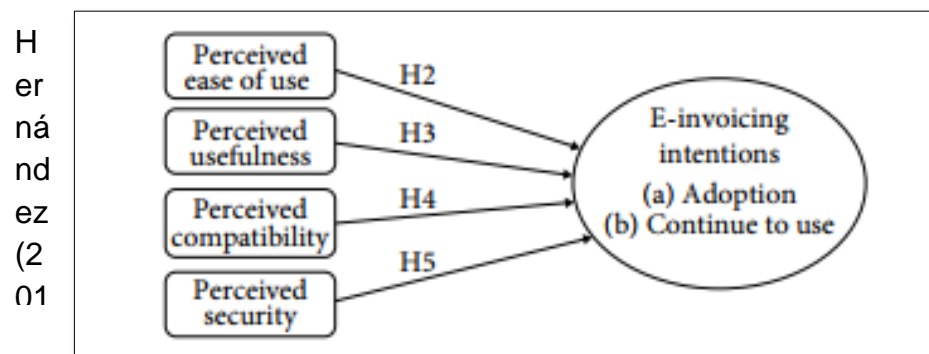 H
er
ná
nd
ez
(2
01
Perceived
ease of use
Perceived
usefulness
Perceived
compatibility
Perceived
security
H2
H3
H4
H5
E-invoicing
intentions
(a) Adoption
(b) Continue to use